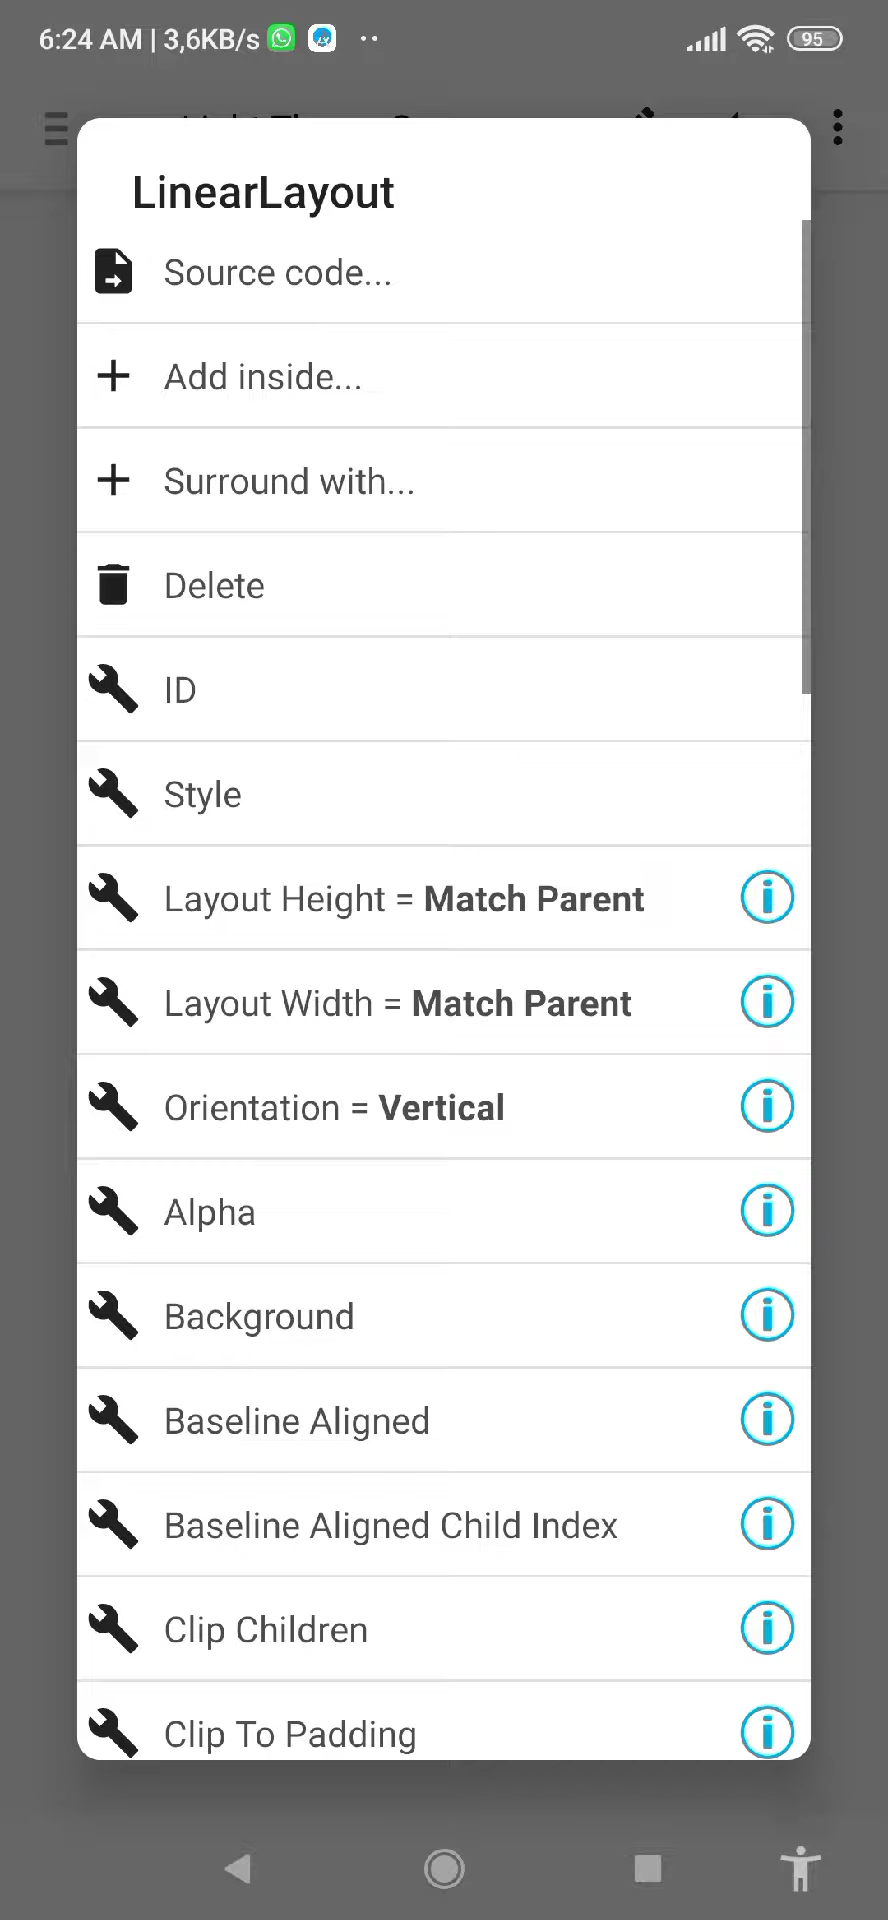 6:24 AM | 3,6KB/s
95
LinearLayout
Source code...
Add inside...
Surround with...
Delete
ID
Style
Layout Height = Match Parent
Layout Width = Match Parent
Orientation = Vertical
Alpha
Background
Baseline Aligned
Baseline Aligned Child Index
Clip Children
Clip To Padding